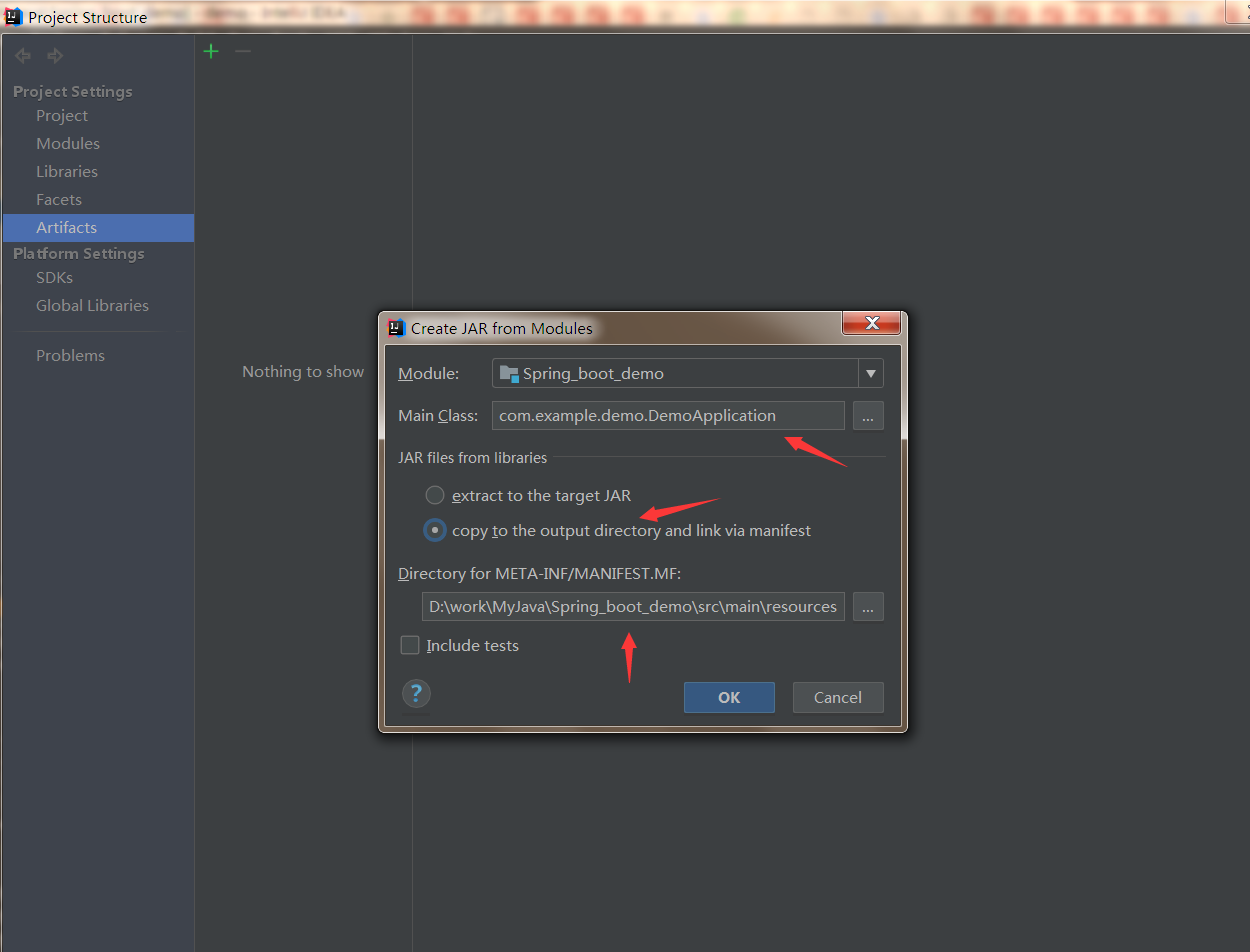 Project Structure
Project Settings
Project
Modules
Libraries
Facets
Artifacts
Platform Settings
SDKs
Global Libraries
Problems
Nothing to show
Create JAR from Modules
Module: Spring_boot_demo
Main Class: com.example.demo.DemoApplication ...
JAR files from libraries
extract to the target JAR
copy to the output directory and link via manifest
Directory for META-INF/MANIFEST.MF:
D:\work\MyJava\Spring_boot_demo\src\main\resources ...
Include tests
?
OK Cancel